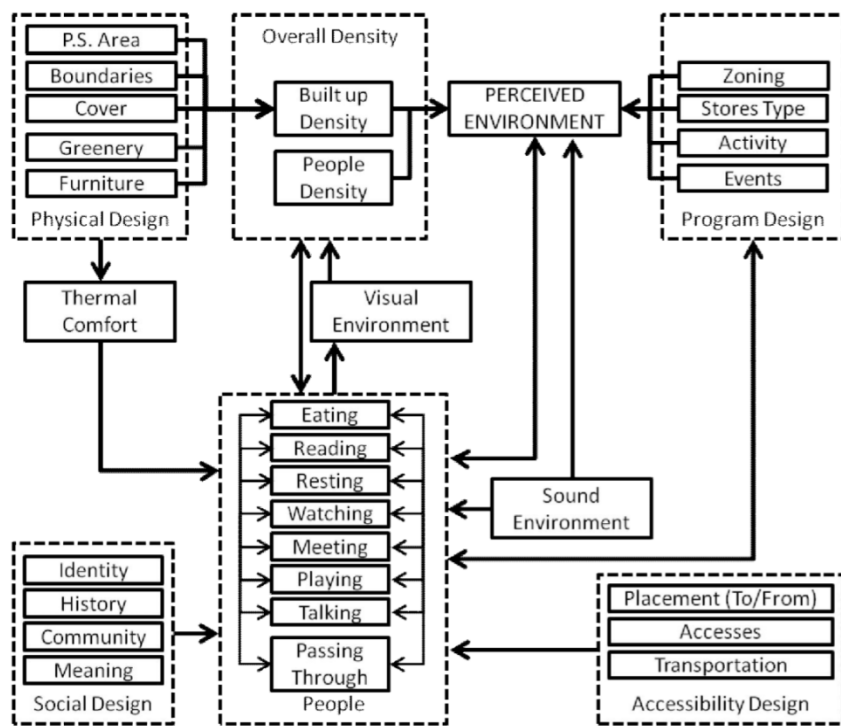 P.S. Area
Boundaries
Cover
Greenery
Furniture
Physical Design
Overall Density
Built up
Density
People
Density
PERCEIVED
ENVIRONMENT
Zoning
Stores Type
Activity
Events
Program Design
Thermal
Comfort
Visual
Environment
Eating
Reading
Resting
Watching
Meeting
Playing
Talking
Passing
Through
People
Sound
Environment
Identity
History
Community
Meaning
Social Design
Placement (To/From)
Accesses
Transportation
Accessibility Design